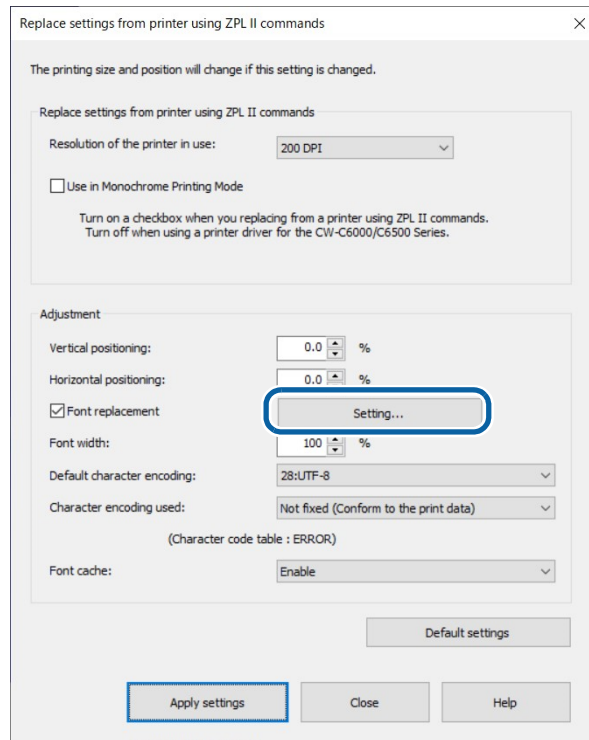 Replace settings from printer using ZPL II commands
The printing size and position will change if this setting is changed.
Replace settings from printer using ZPL II commands
Resolution of the printer in use: 200 DPI
Use in Monochrome Printing Mode
Turn on a checkbox when you replacing from a printer using ZPL II commands.
Turn off when using a printer driver for the CW-C6000/C6500 Series.
Adjustment
Vertical positioning: 0.0 %
Horizontal positioning: 0.0 %
Font replacement Setting...
Font width: 100 %
Default character encoding: 28:UTF-8
Character encoding used: Not fixed (Conform to the print data)
(Character code table : ERROR)
Font cache: Enable
Default settings
Apply settings Close Help